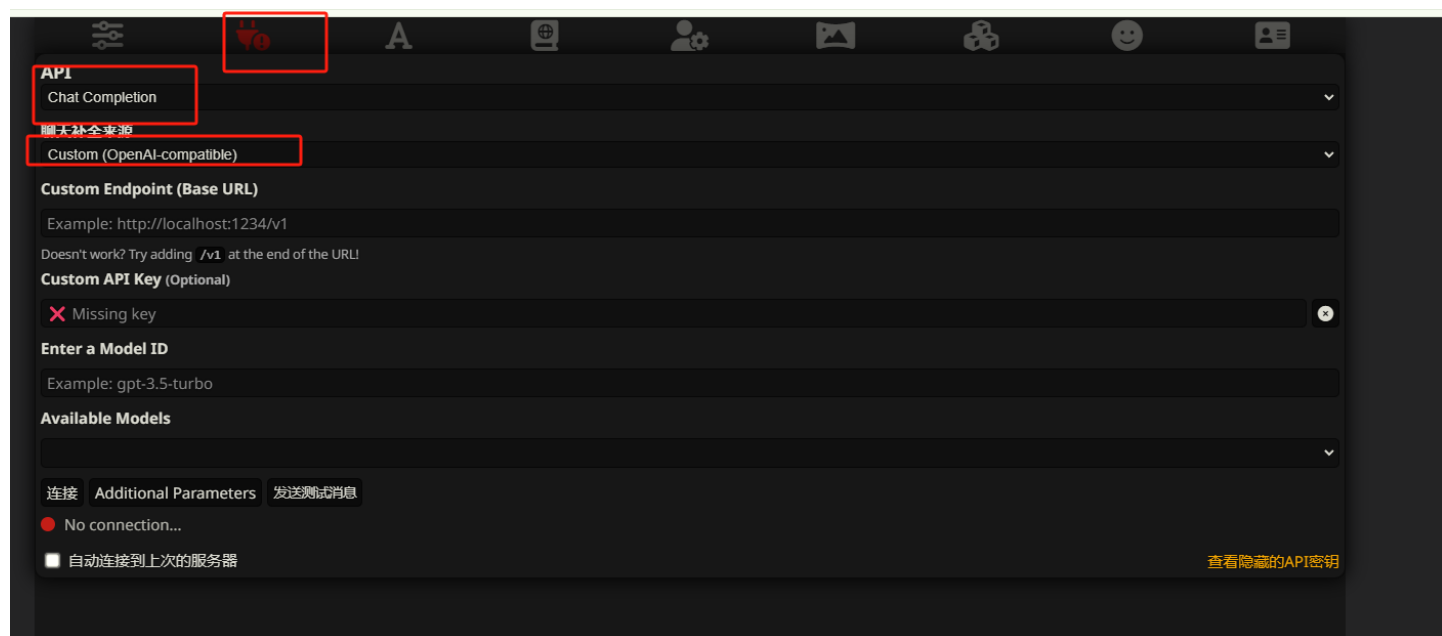 API
Chat Completion
聊天补全来源
Custom (OpenAI-compatible)
Custom Endpoint (Base URL)
Example: http://localhost:1234/v1
Doesn't work? Try adding /v1 at the end of the URL!
Custom API Key (Optional)
Missing key
Enter a Model ID
Example: gpt-3.5-turbo
Available Models
连接 Additional Parameters 发送测试消息
No connection...
自动连接到上次的服务器 查看隐藏的API密钥